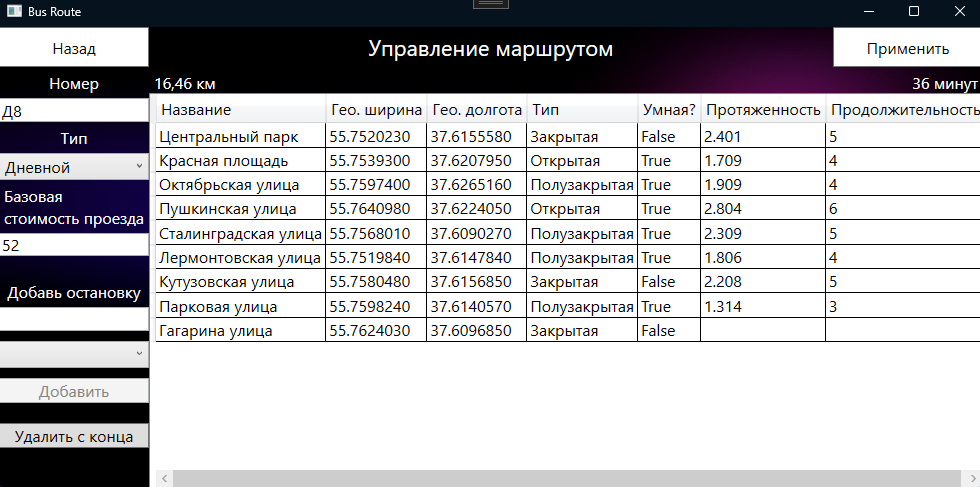 Bus Route
Назад
Управление маршрутом
Применить
Номер
16,46 км
36 минут
Д8
Тип
Дневной
Базовая
стоимость проезда
52
Добавь остановку
Добавить
Удалить с конца
Название Гео. ширина Гео. долгота Тип Умная? Протяженность Продолжительность
Центральный парк 55.7520230 37.6155580 Закрытая False 2.401 5
Красная площадь 55.7539300 37.6207950 Открытая True 1.709 4
Октябрьская улица 55.7597400 37.6265160 Полузакрытая True 1.909 4
Пушкинская улица 55.7640980 37.6224050 Открытая True 2.804 6
Сталинградская улица 55.7568010 37.6090270 Полузакрытая True 2.309 5
Лермонтовская улица 55.7519840 37.6147840 Полузакрытая True 1.806 4
Кутузовская улица 55.7580480 37.6156850 Закрытая False 2.208 5
Парковая улица 55.7598240 37.6140570 Полузакрытая True 1.314 3
Гагарина улица 55.7624030 37.6096850 Закрытая False